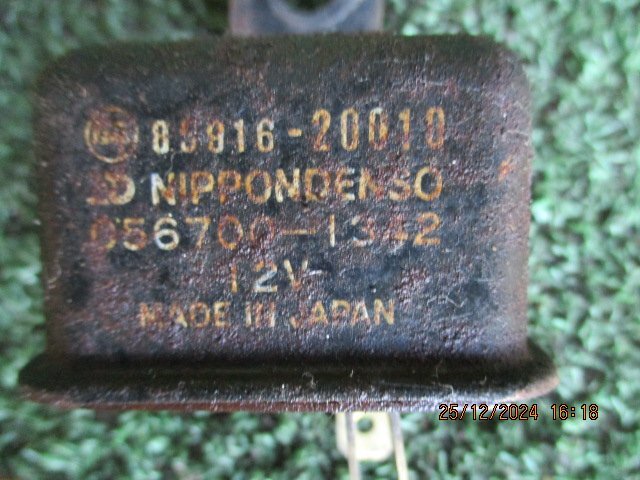 85916-20010
NIPPONDENSO
056700-1342
12V
MADE IN JAPAN
25/12/2024 16:18